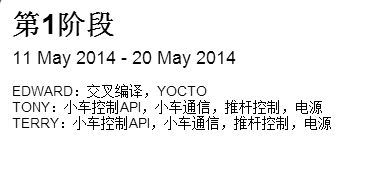 第1阶段
11 May 2014 - 20 May 2014
EDWARD：交叉编译，YOCTO
TONY：小车控制API，小车通信，推杆控制，电源
TERRY：小车控制API，小车通信，推杆控制，电源